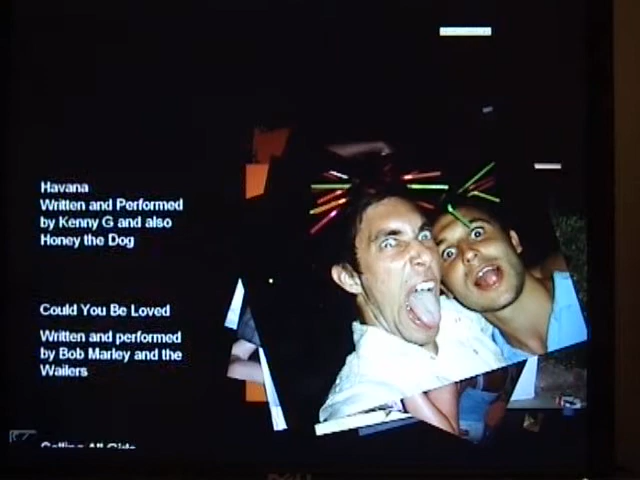 Havana
Written and Performed
by Kenny G and also
Honey the Dog
Could You Be Loved
Written and performed
by Bob Marley and the
Wailers